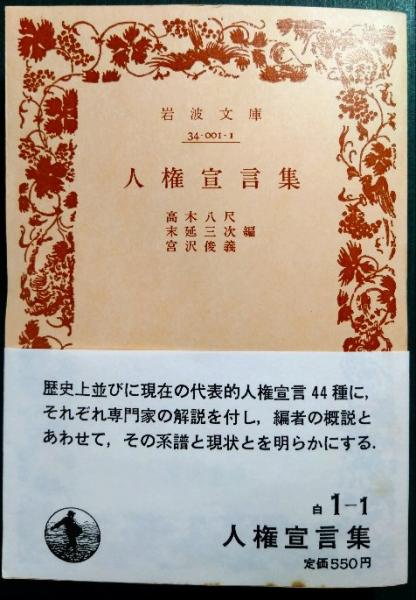 岩波文庫
34-001-1
人権宣言集
高木八尺
末延三次 編
宮沢俊義
歴史上並びに現在の代表的人権宣言44種に,
それぞれ専門家の解説を付し, 編者の概説と
あわせて, その系譜と現状とを明らかにする.
白 1-1
人権宣言集
定価550円